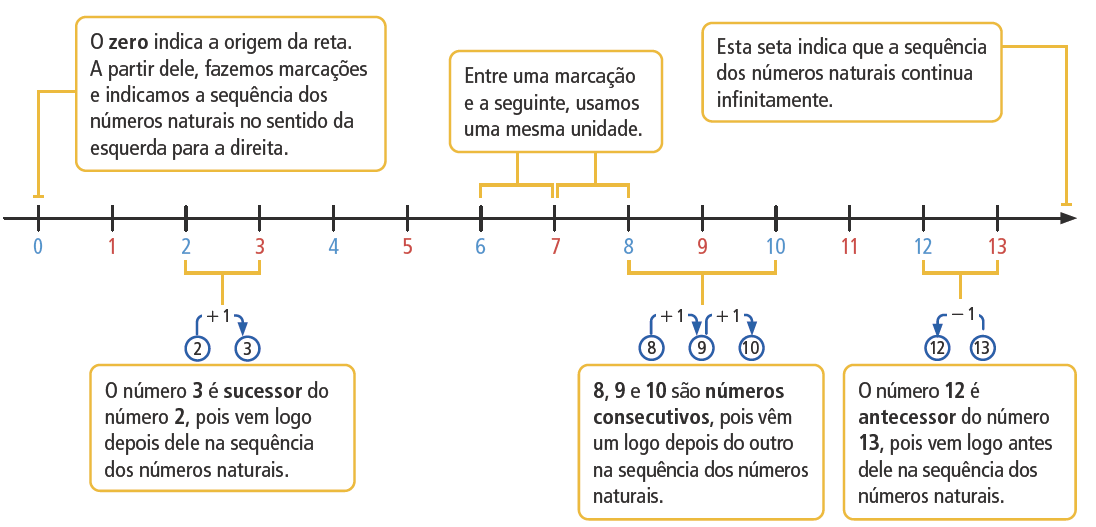 O zero indica a origem da reta.
A partir dele, fazemos marcações
e indicamos a sequência dos
números naturais no sentido da
esquerda para a direita.
Entre uma marcação
e a seguinte, usamos
uma mesma unidade.
Esta seta indica que a sequência
dos números naturais continua
infinitamente.
0 1 2 3 4 5 6 7 8 9 10 11 12 13
+ 1
2 3
O número 3 é sucessor do
número 2, pois vem logo
depois dele na sequência
dos números naturais.
+ 1 + 1
8 9 10
8, 9 e 10 são números
consecutivos, pois vêm
um logo depois do outro
na sequência dos números
naturais.
− 1
12 13
O número 12 é
antecessor do número
13, pois vem logo antes
dele na sequência dos
números naturais.